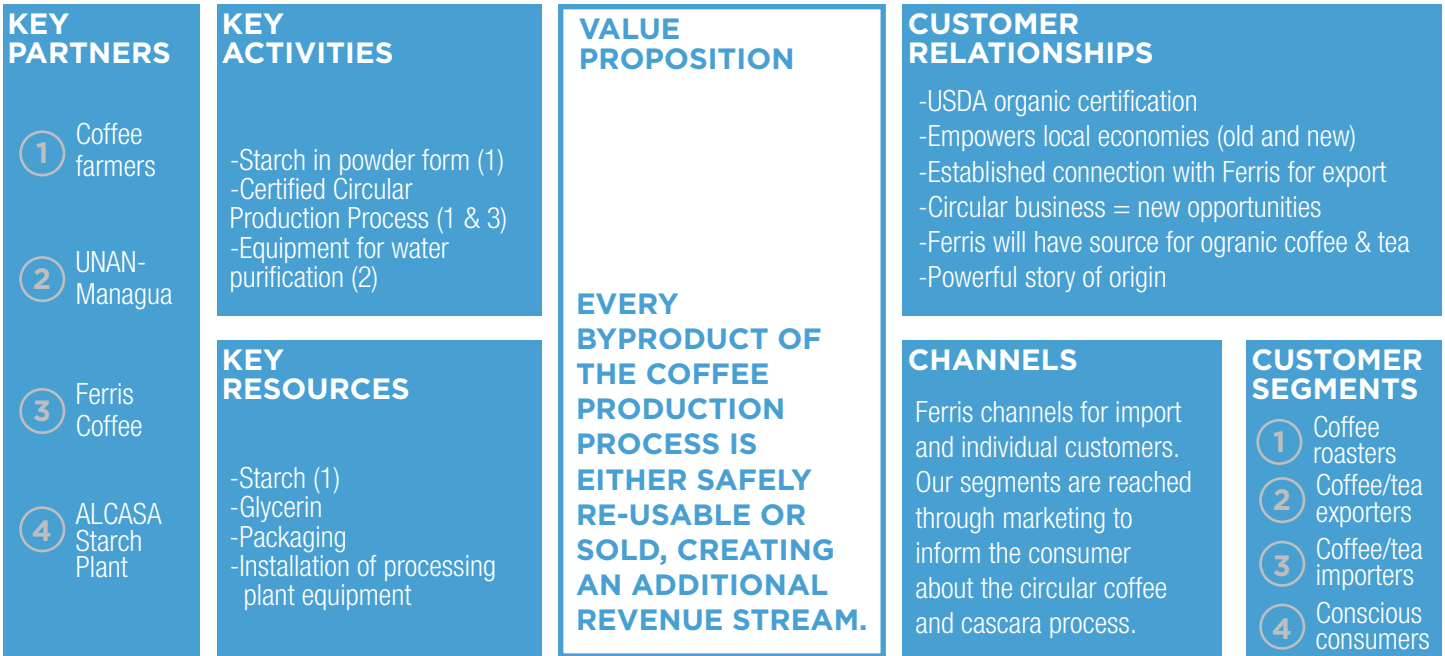 KEY
PARTNERS
1
Coffee
farmers
2
UNAN-
Managua
3
Ferris
Coffee
4
ALCASA
Starch
Plant
KEY
ACTIVITIES
-Starch in powder form (1)
-Certified Circular
Production Process (1 & 3)
-Equipment for water
purification (2)
KEY
RESOURCES
-Starch (1)
-Glycerin
-Packaging
-Installation of processing
plant equipment
VALUE
PROPOSITION
EVERY
BYPRODUCT OF
THE COFFEE
PRODUCTION
PROCESS IS
EITHER SAFELY
RE-USABLE OR
SOLD, CREATING
AN ADDITIONAL
REVENUE STREAM.
CUSTOMER
RELATIONSHIPS
-USDA organic certification
-Empowers local economies (old and new)
-Established connection with Ferris for export
-Circular business = new opportunities
-Ferris will have source for ogranic coffee & tea
-Powerful story of origin
CHANNELS
Ferris channels for import
and individual customers.
Our segments are reached
through marketing to
inform the consumer
about the circular coffee
and cascara process.
CUSTOMER
SEGMENTS
1
Coffee
roasters
2
Coffee/tea
exporters
3
Coffee/tea
importers
4
Conscious
consumers